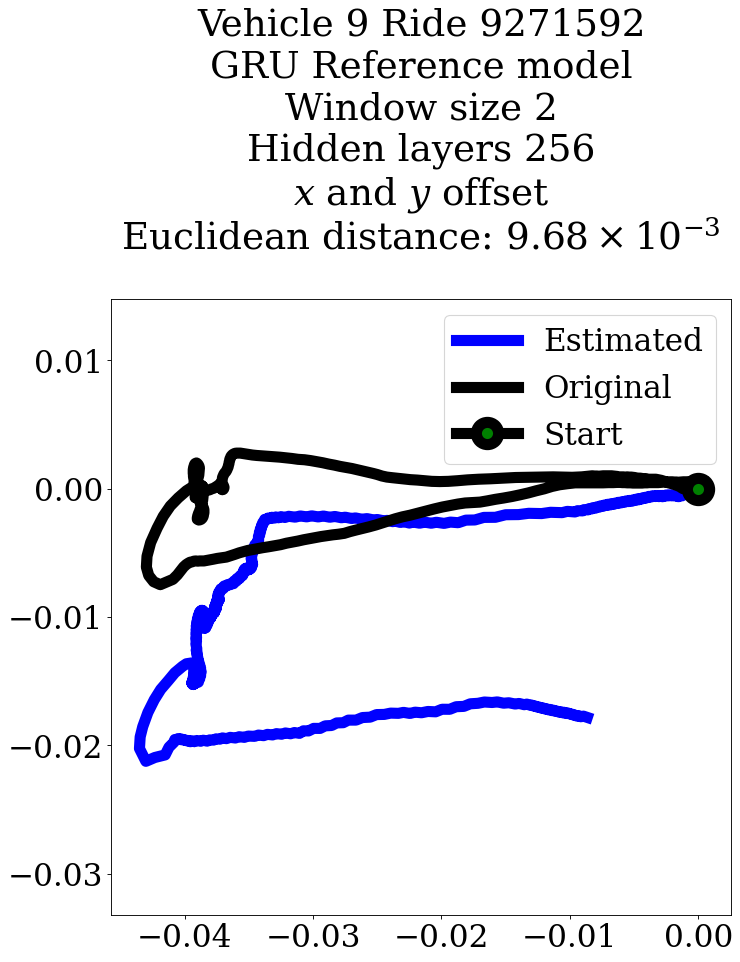 Vehicle 9 Ride 9271592
GRU Reference model
Window size 2
Hidden layers 256
x and y offset
Euclidean distance: 9.68 × 10⁻³
Estimated
Original
Start
0.01
0.00
−0.01
−0.02
−0.03
−0.04
−0.03
−0.02
−0.01
0.00